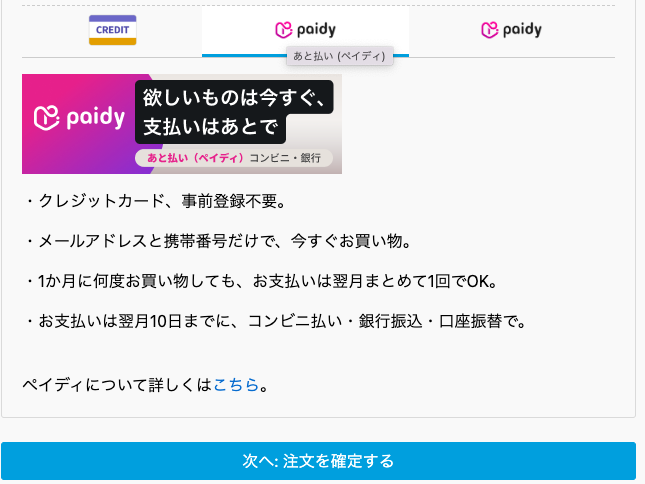 CREDIT
paidy
paidy
あと払い (ペイディ)
paidy
欲しいものは今すぐ、
支払いはあとで
あと払い（ペイディ）コンビニ・銀行
・クレジットカード、事前登録不要。
・メールアドレスと携帯番号だけで、今すぐお買い物。
・1か月に何度お買い物しても、お支払いは翌月まとめて1回でOK。
・お支払いは翌月10日までに、コンビニ払い・銀行振込・口座振替で。
ペイディについて詳しくはこちら。
次へ: 注文を確定する